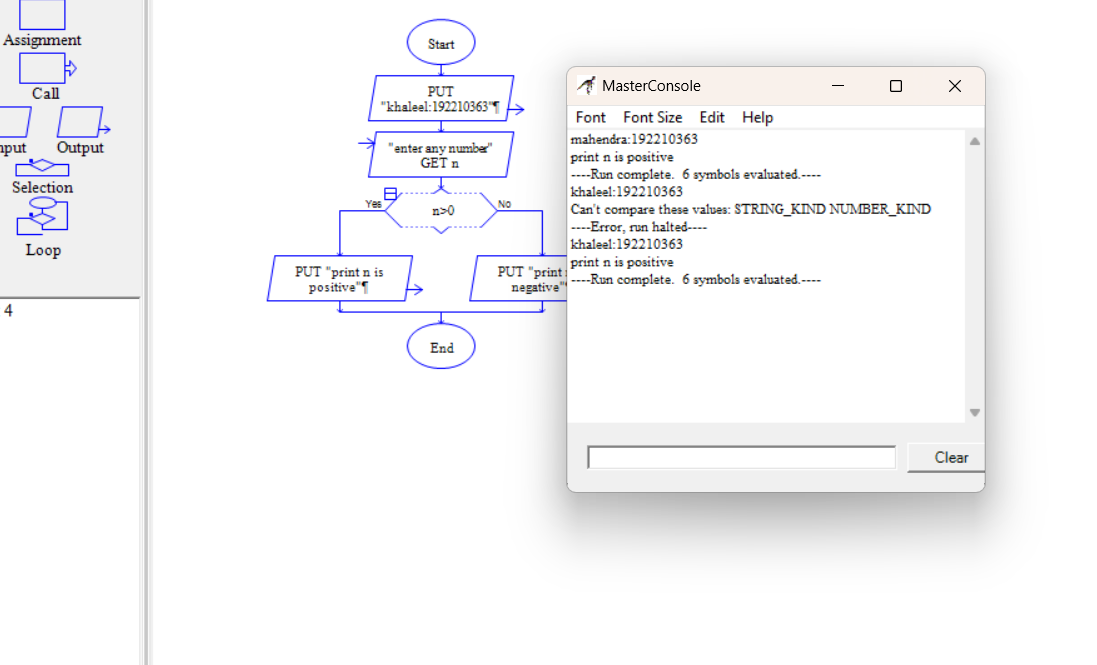 Assignment
Call
Output
Selection
Loop
4
Start
PUT
"khaleel:192210363"¶
"enter any number"
GET n
Yes
n>0
No
PUT "print n is
positive"¶
PUT "print
negative"
End
MasterConsole
Font Font Size Edit Help
mahendra:192210363
print n is positive
----Run complete. 6 symbols evaluated.----
khaleel:192210363
Can't compare these values: STRING_KIND NUMBER_KIND
----Error, run halted----
khaleel:192210363
print n is positive
----Run complete. 6 symbols evaluated.----
Clear